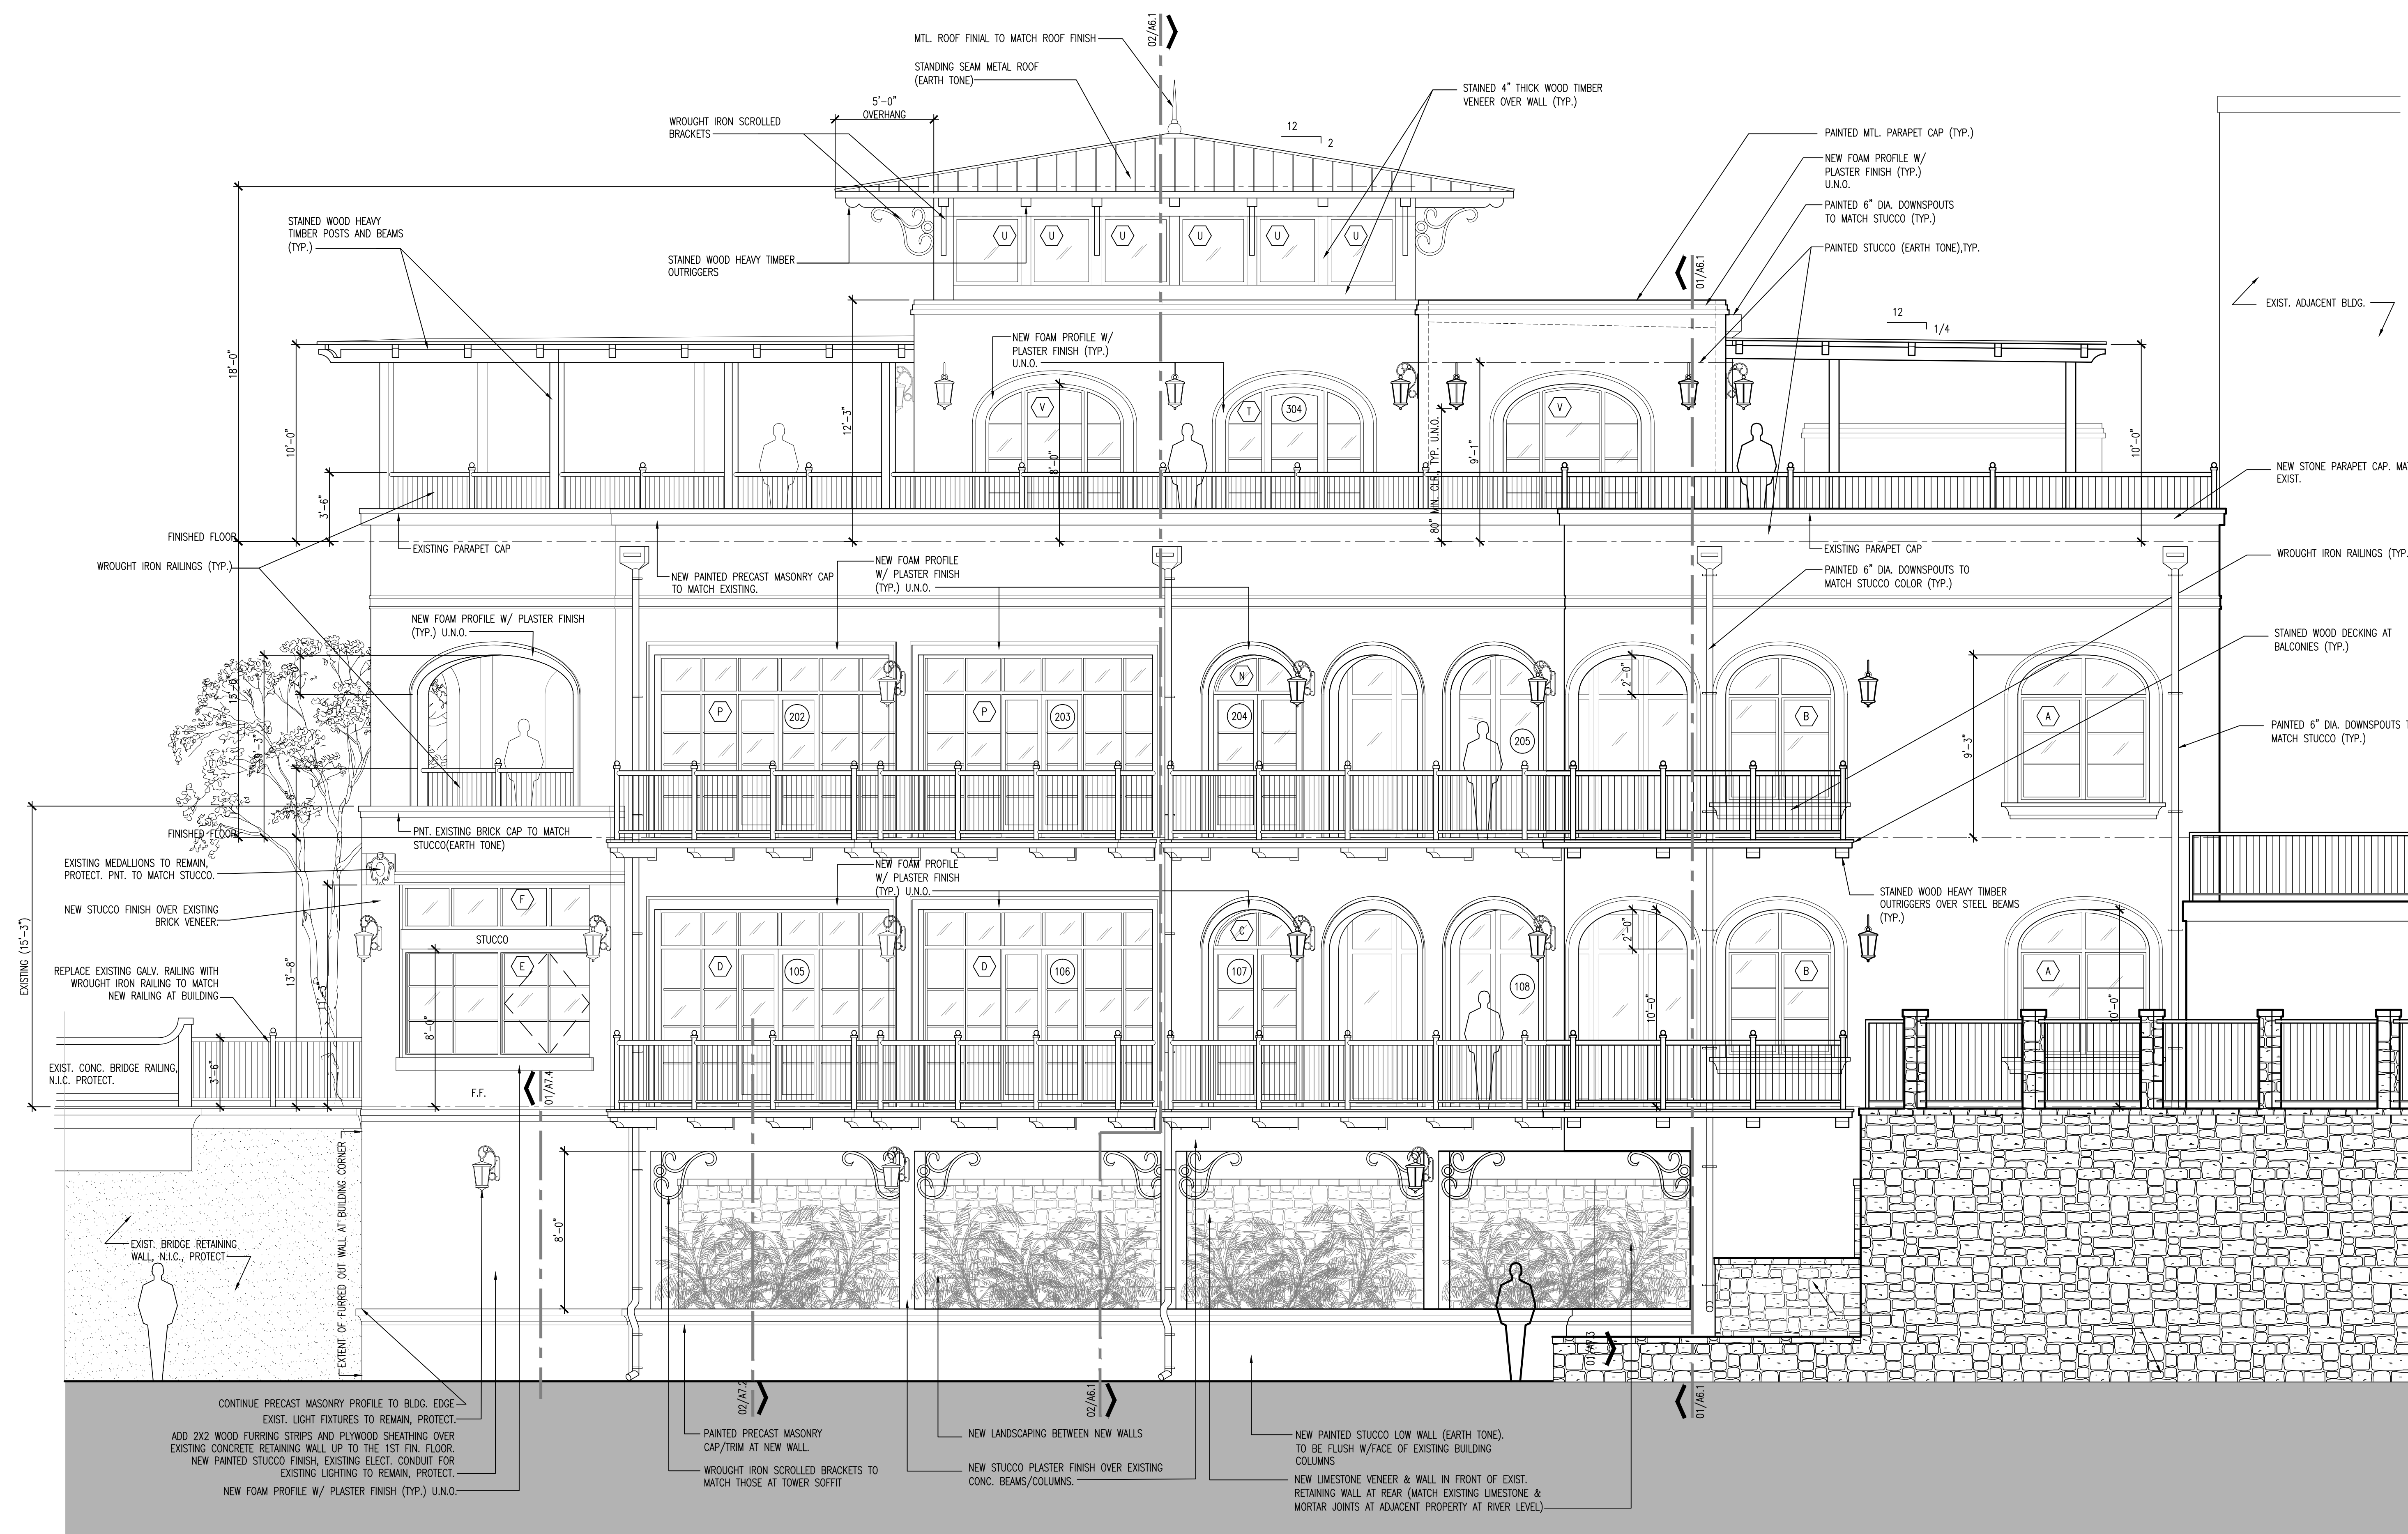 02/A6.1
MTL. ROOF FINIAL TO MATCH ROOF FINISH
STANDING SEAM METAL ROOF
(EARTH TONE)
5'-0"
OVERHANG
WROUGHT IRON SCROLLED
BRACKETS
STAINED 4" THICK WOOD TIMBER
VENEER OVER WALL (TYP.)
12
2
PAINTED MTL. PARAPET CAP (TYP.)
NEW FOAM PROFILE W/
PLASTER FINISH (TYP.)
U.N.O.
PAINTED 6" DIA. DOWNSPOUTS
TO MATCH STUCCO (TYP.)
PAINTED STUCCO (EARTH TONE),TYP.
STAINED WOOD HEAVY
TIMBER POSTS AND BEAMS
(TYP.)
STAINED WOOD HEAVY TIMBER
OUTRIGGERS
U
U
U
U
U
U
01/A6.1
EXIST. ADJACENT BLDG.
12
1/4
18'-0"
10'-0"
3'-6"
12'-3"
NEW FOAM PROFILE W/
PLASTER FINISH (TYP.)
U.N.O.
V
T
304
V
8'-0"
80" MIN. CLR., TYP. U.N.O.
9'-1"
10'-0"
NEW STONE PARAPET CAP. MA
EXIST.
FINISHED FLOOR
WROUGHT IRON RAILINGS (TYP.)
EXISTING PARAPET CAP
NEW PAINTED PRECAST MASONRY CAP
TO MATCH EXISTING.
NEW FOAM PROFILE
W/ PLASTER FINISH
(TYP.) U.N.O.
EXISTING PARAPET CAP
PAINTED 6" DIA. DOWNSPOUTS TO
MATCH STUCCO COLOR (TYP.)
WROUGHT IRON RAILINGS (TYP.
NEW FOAM PROFILE W/ PLASTER FINISH
(TYP.) U.N.O.
STAINED WOOD DECKING AT
BALCONIES (TYP.)
P
202
P
203
N
204
205
2'-0"
B
A
9'-3"
PAINTED 6" DIA. DOWNSPOUTS T
MATCH STUCCO (TYP.)
9'-3"
FINISHED FLOOR
PNT. EXISTING BRICK CAP TO MATCH
STUCCO(EARTH TONE)
EXISTING MEDALLIONS TO REMAIN,
PROTECT. PNT. TO MATCH STUCCO.
NEW STUCCO FINISH OVER EXISTING
BRICK VENEER.
NEW FOAM PROFILE
W/ PLASTER FINISH
(TYP.) U.N.O.
STAINED WOOD HEAVY TIMBER
OUTRIGGERS OVER STEEL BEAMS
(TYP.)
EXISTING (15'-3")
REPLACE EXISTING GALV. RAILING WITH
WROUGHT IRON RAILING TO MATCH
NEW RAILING AT BUILDING
13'-8"
11'-3"
F
STUCCO
E
8'-0"
D
105
D
106
C
107
108
2'-0"
10'-0"
B
A
10'-0"
EXIST. CONC. BRIDGE RAILING,
N.I.C. PROTECT.
3'-6"
F.F.
01/A7.4
EXTENT OF FURRED OUT WALL AT BUILDING CORNER
8'-0"
EXIST. BRIDGE RETAINING
WALL, N.I.C., PROTECT
01/A7.3
02/A7.2
02/A6.1
01/A6.1
CONTINUE PRECAST MASONRY PROFILE TO BLDG. EDGE
EXIST. LIGHT FIXTURES TO REMAIN, PROTECT.
ADD 2X2 WOOD FURRING STRIPS AND PLYWOOD SHEATHING OVER
EXISTING CONCRETE RETAINING WALL UP TO THE 1ST FIN. FLOOR.
NEW PAINTED STUCCO FINISH, EXISTING ELECT. CONDUIT FOR
EXISTING LIGHTING TO REMAIN, PROTECT.
NEW FOAM PROFILE W/ PLASTER FINISH (TYP.) U.N.O.
PAINTED PRECAST MASONRY
CAP/TRIM AT NEW WALL.
WROUGHT IRON SCROLLED BRACKETS TO
MATCH THOSE AT TOWER SOFFIT
NEW LANDSCAPING BETWEEN NEW WALLS
NEW STUCCO PLASTER FINISH OVER EXISTING
CONC. BEAMS/COLUMNS.
NEW PAINTED STUCCO LOW WALL (EARTH TONE).
TO BE FLUSH W/FACE OF EXISTING BUILDING
COLUMNS
NEW LIMESTONE VENEER & WALL IN FRONT OF EXIST.
RETAINING WALL AT REAR (MATCH EXISTING LIMESTONE &
MORTAR JOINTS AT ADJACENT PROPERTY AT RIVER LEVEL)